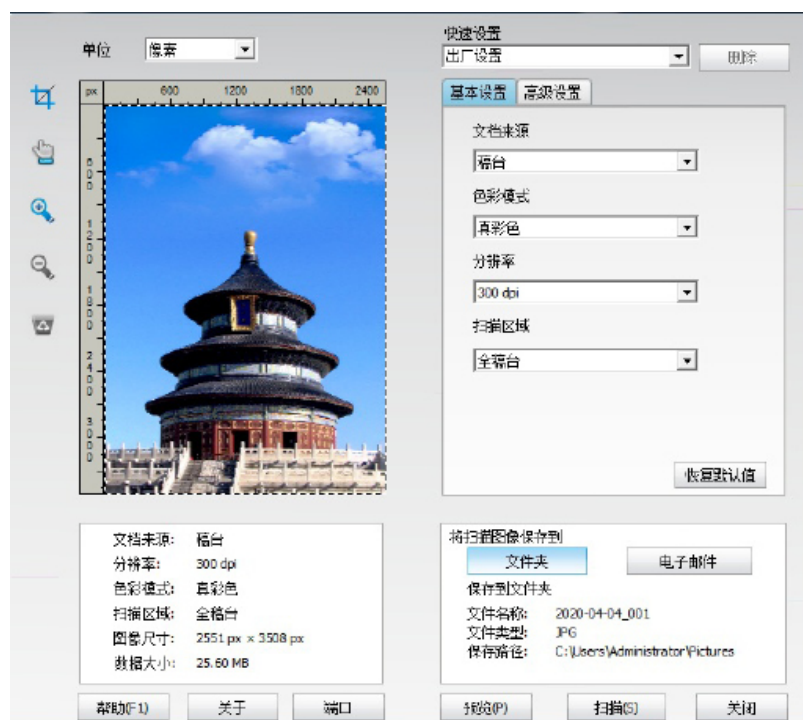 单位
像素
快速设置
出厂设置
删除
px 600 1200 1800 2400
600
1200
1800
2400
3000
基本设置 高级设置
文档来源
稿台
色彩模式
真彩色
分辨率
300 dpi
扫描区域
全稿台
恢复默认值
文档来源: 稿台
分辨率: 300 dpi
色彩模式: 真彩色
扫描区域: 全稿台
图像尺寸: 2551 px × 3508 px
数据大小: 25.60 MB
将扫描图像保存到
文件夹 电子邮件
保存到文件夹
文件名称: 2020-04-04_001
文件类型: JPG
保存路径: C:\Users\Administrator\Pictures
帮助(F1) 关于 端口 预览(P) 扫描(S) 关闭